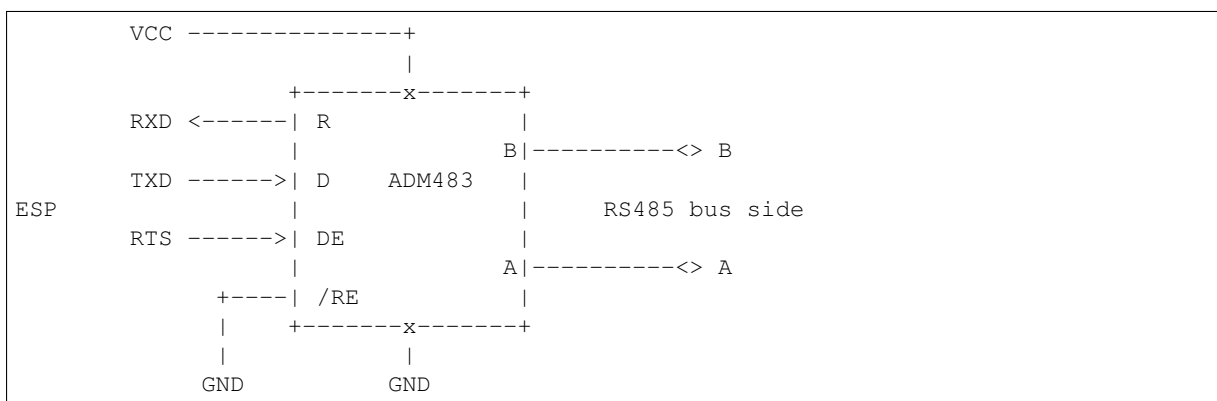 VCC ---------------+
|
+-------x-------+
RXD <------| R |
| B|----------<> B
TXD ------>| D ADM483 |
ESP | | RS485 bus side
RTS ------>| DE |
| A|----------<> A
+----| /RE |
| +-------x-------+
| |
GND GND